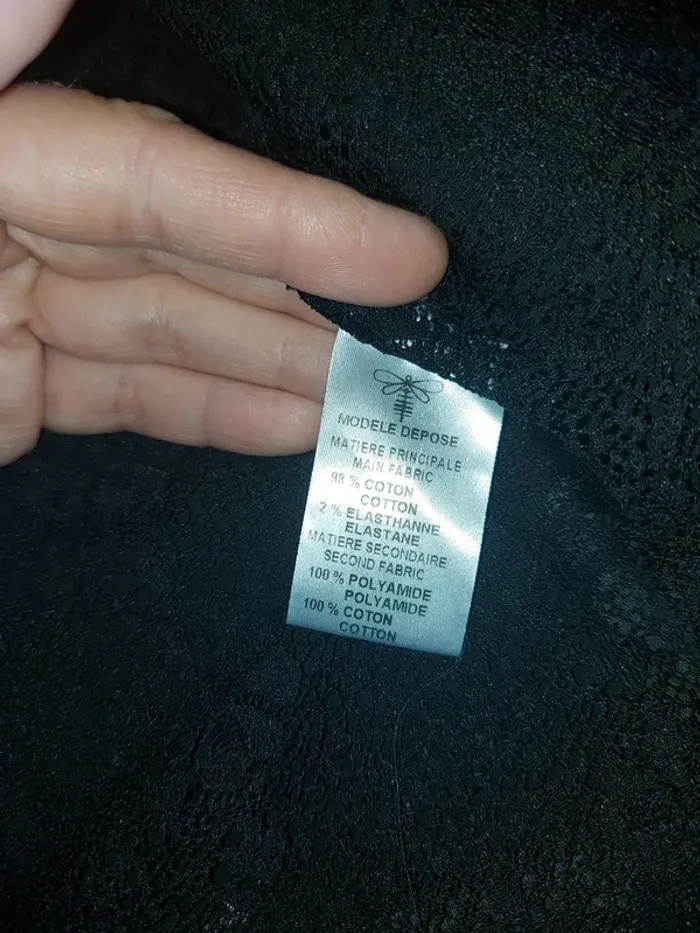 MODELE DEPOSE
MATIERE PRINCIPALE
MAIN FABRIC
98 % COTON
COTTON
2 % ELASTHANNE
ELASTANE
MATIERE SECONDAIRE
SECOND FABRIC
100 % POLYAMIDE
POLYAMIDE
100 % COTON
COTTON